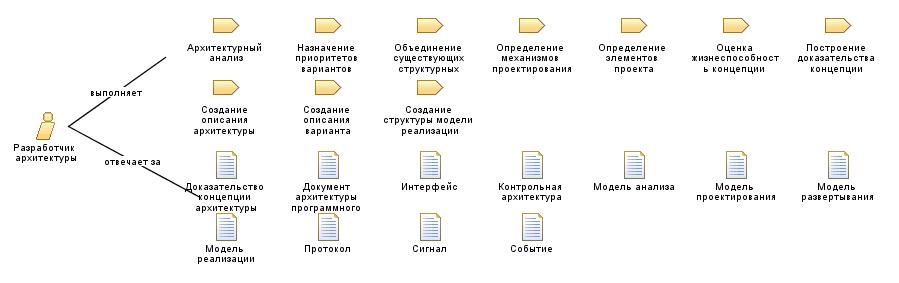 Архитектурный анализ
Назначение приоритетов вариантов
Объединение существующих структурных
Определение механизмов проектирования
Определение элементов проекта
Оценка жизнеспособност ь концепции
Построение доказательства концепции
выполняет
Создание описания архитектуры
Создание описания варианта
Создание структуры модели реализации
Разработчик архитектуры
отвечает за
Доказательство концепции архитектуры
Документ архитектуры программного
Интерфейс
Контрольная архитектура
Модель анализа
Модель проектирования
Модель развертывания
Модель реализации
Протокол
Сигнал
Событие